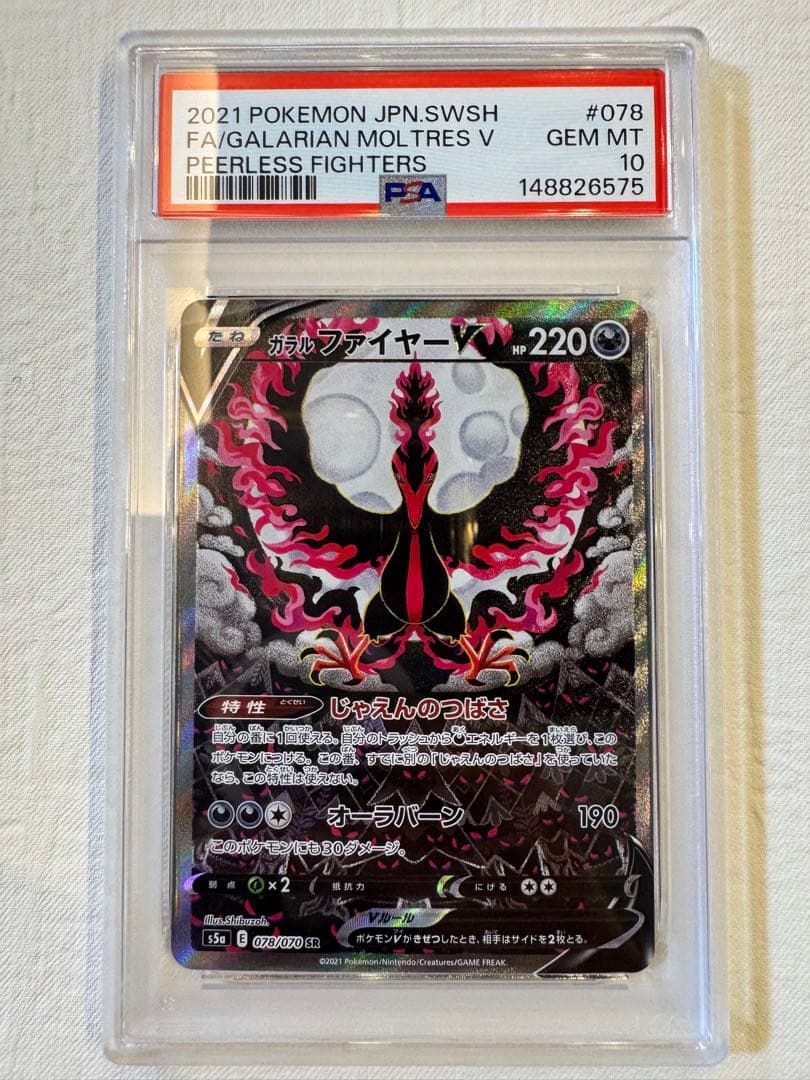 2021 POKEMON JPN.SWSH #078
FA/GALARIAN MOLTRES V GEM MT
PEERLESS FIGHTERS 10
PSA 148826575
たね ガラル ファイヤーV HP 220
特性 とくせい じゃえんのつばさ
自分の番に1回使える。自分のトラッシュからエネルギーを1枚選び、この
ポケモンにつける。この番、すでに別の「じゃえんのつばさ」を使っていた
なら、この特性は使えない。
オーラバーン 190
このポケモンにも30ダメージ。
弱点 ×2 抵抗力 にげる
Vルール
Illus. Shibuzoh.
ポケモンVがきぜつしたとき、相手はサイドを2枚とる。
s5a E 078/070 SR
©2021 Pokémon/Nintendo/Creatures/GAME FREAK.